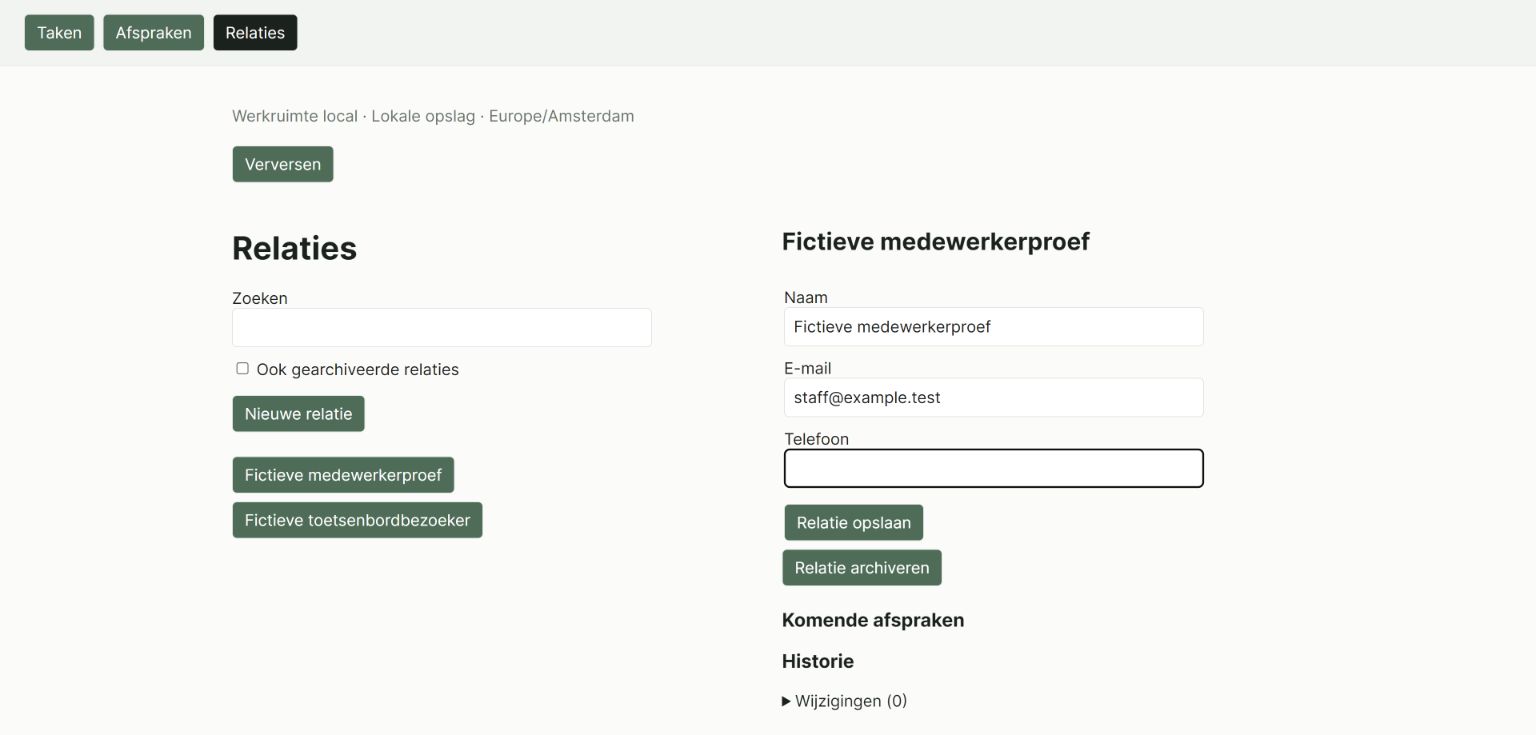 Taken Afspraken Relaties
Werkruimte local · Lokale opslag · Europe/Amsterdam
Verversen
Relaties
Zoeken
Ook gearchiveerde relaties
Nieuwe relatie
Fictieve medewerkerproef
Fictieve toetsenbordbezoeker
Fictieve medewerkerproef
Naam
Fictieve medewerkerproef
E-mail
staff@example.test
Telefoon
Relatie opslaan
Relatie archiveren
Komende afspraken
Historie
Wijzigingen (0)